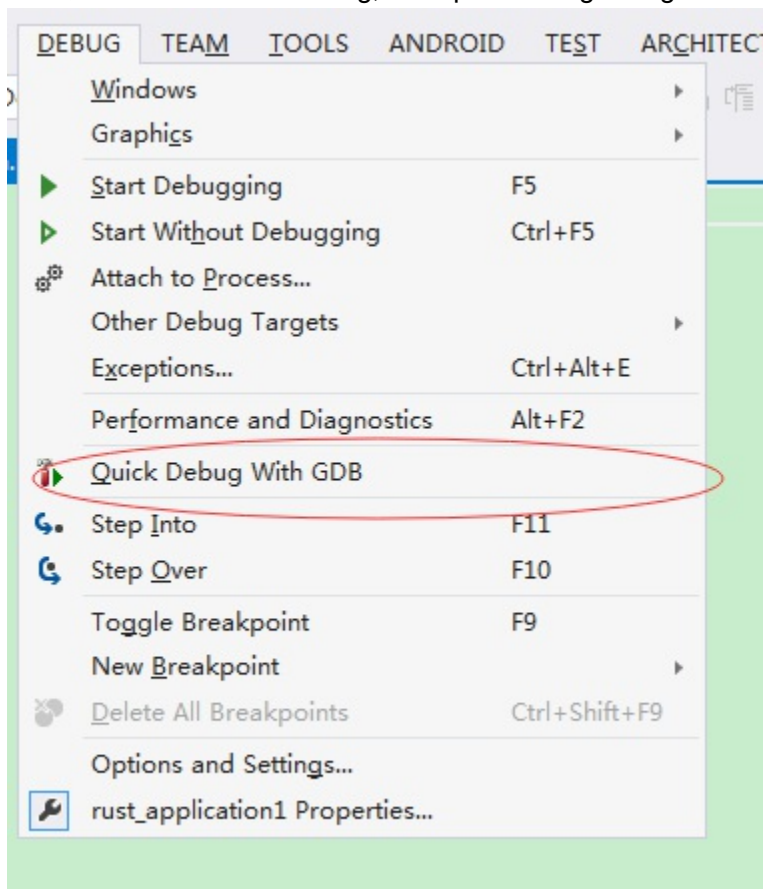 DEBUG TEAM TOOLS ANDROID TEST ARCHITECT
Windows
Graphics
Start Debugging F5
Start Without Debugging Ctrl+F5
Attach to Process...
Other Debug Targets
Exceptions... Ctrl+Alt+E
Performance and Diagnostics Alt+F2
Quick Debug With GDB
Step Into F11
Step Over F10
Toggle Breakpoint F9
New Breakpoint
Delete All Breakpoints Ctrl+Shift+F9
Options and Settings...
rust_application1 Properties...